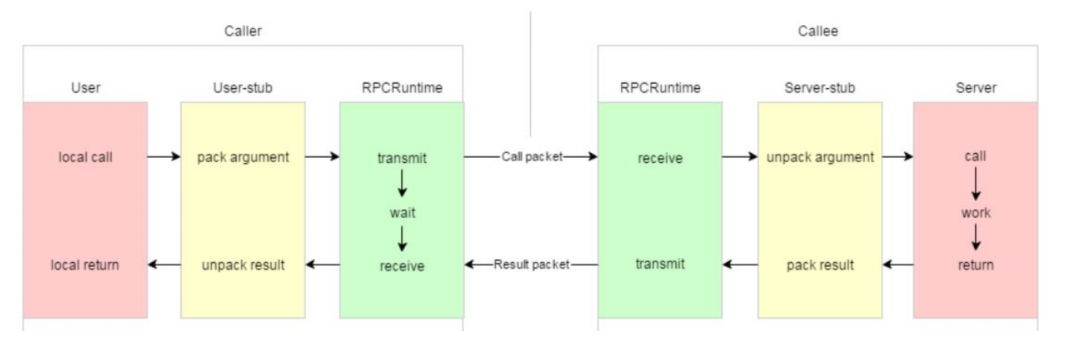 Caller
Callee
User
User-stub
RPCRuntime
RPCRuntime
Server-stub
Server
local call
pack argument
transmit
Call packet
receive
unpack argument
call
wait
work
local return
unpack result
receive
Result packet
transmit
pack result
return